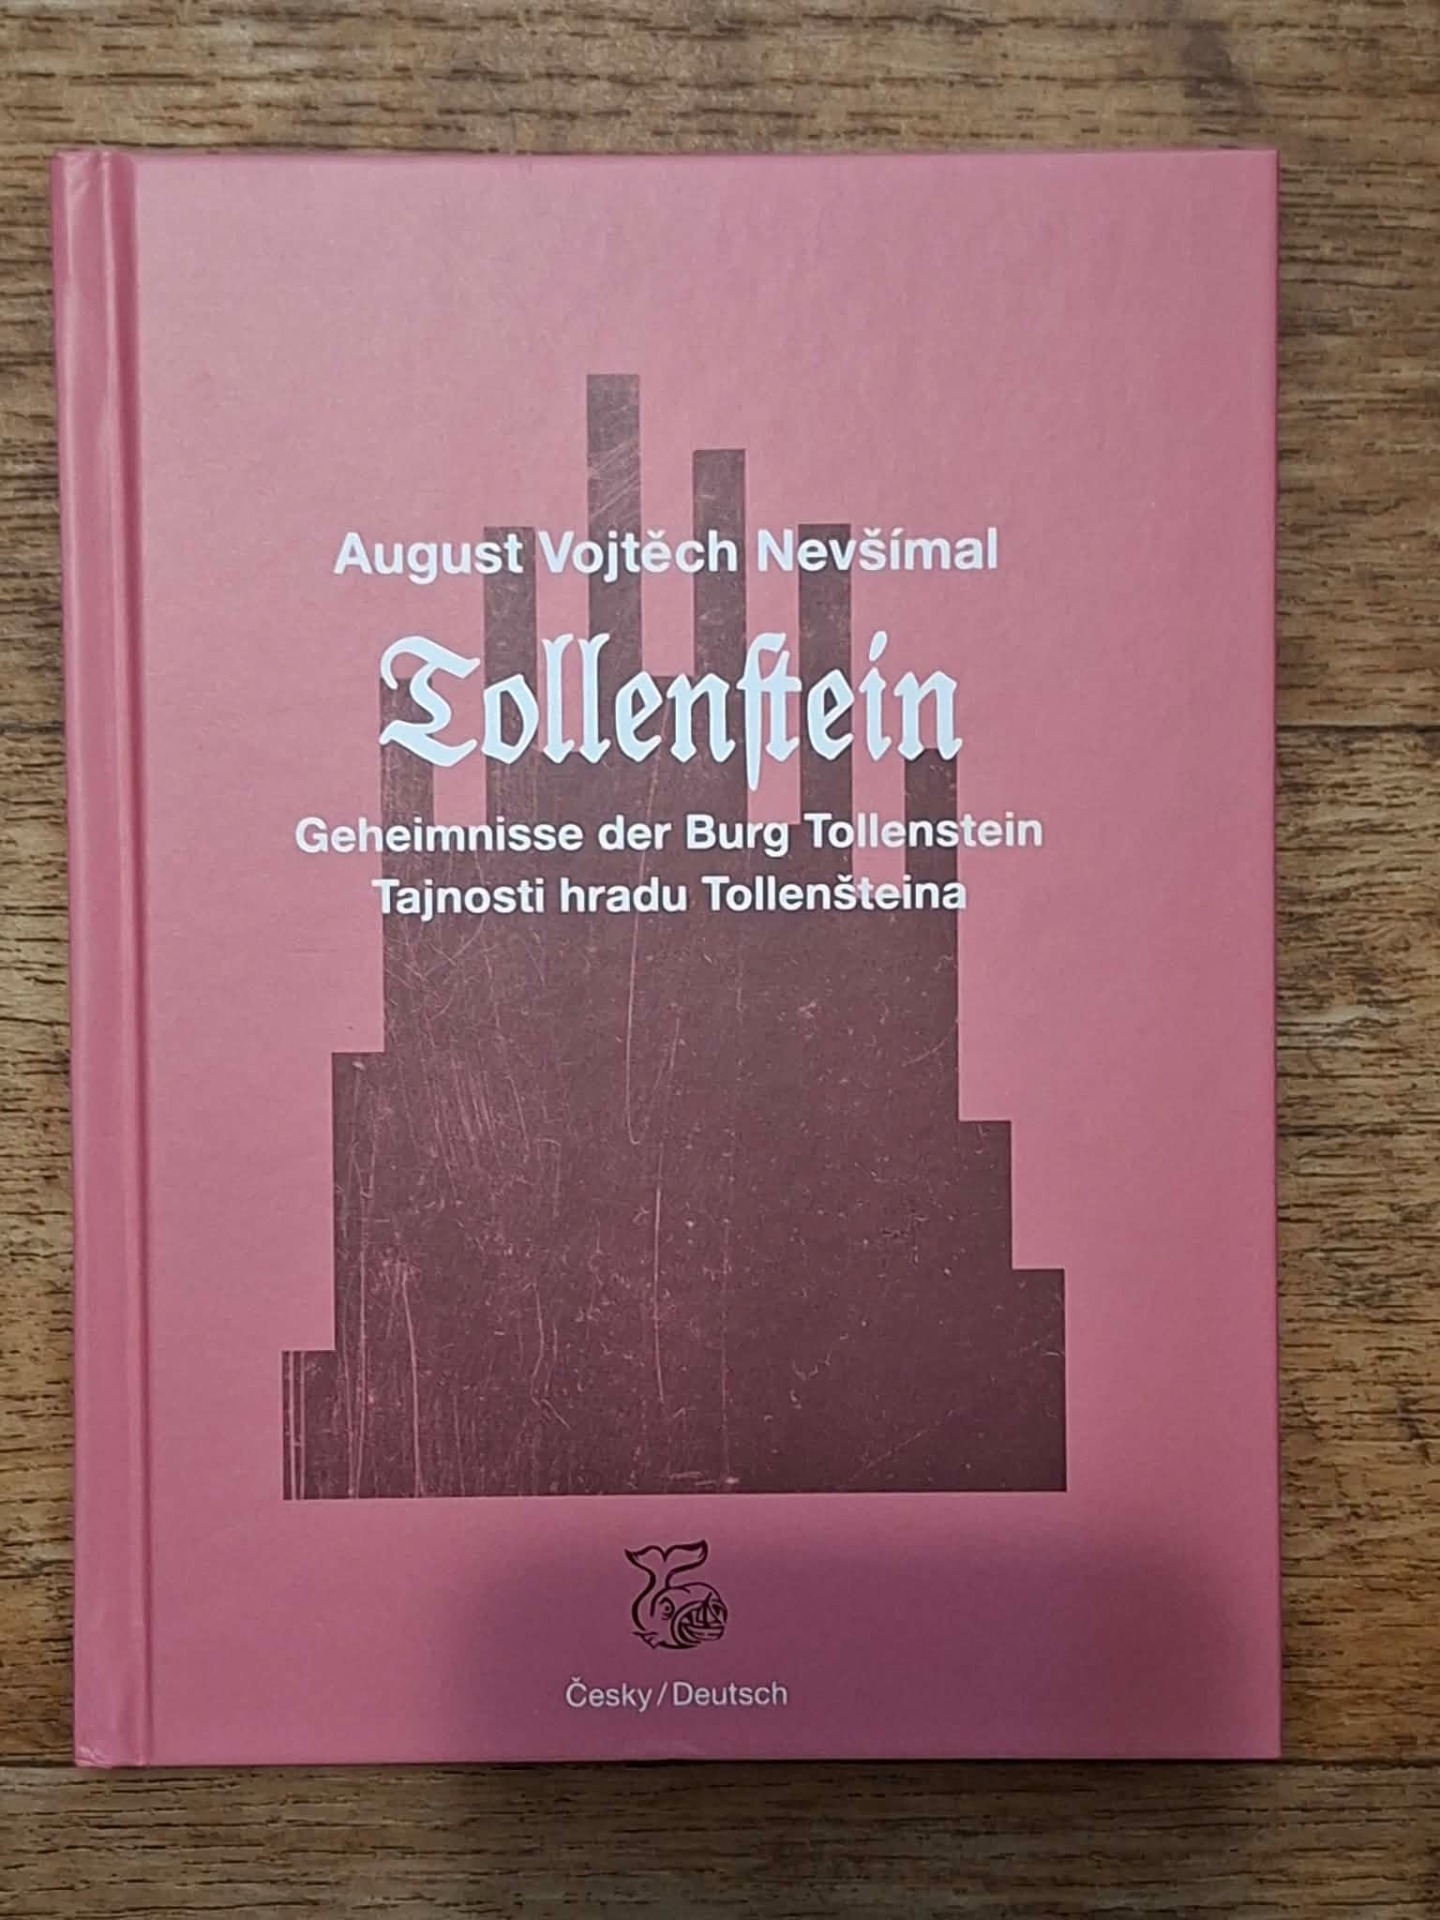 August Vojtěch Nevšímal
Tollenſtein
Geheimnisse der Burg Tollenstein
Tajnosti hradu Tollenšteina
Česky/Deutsch